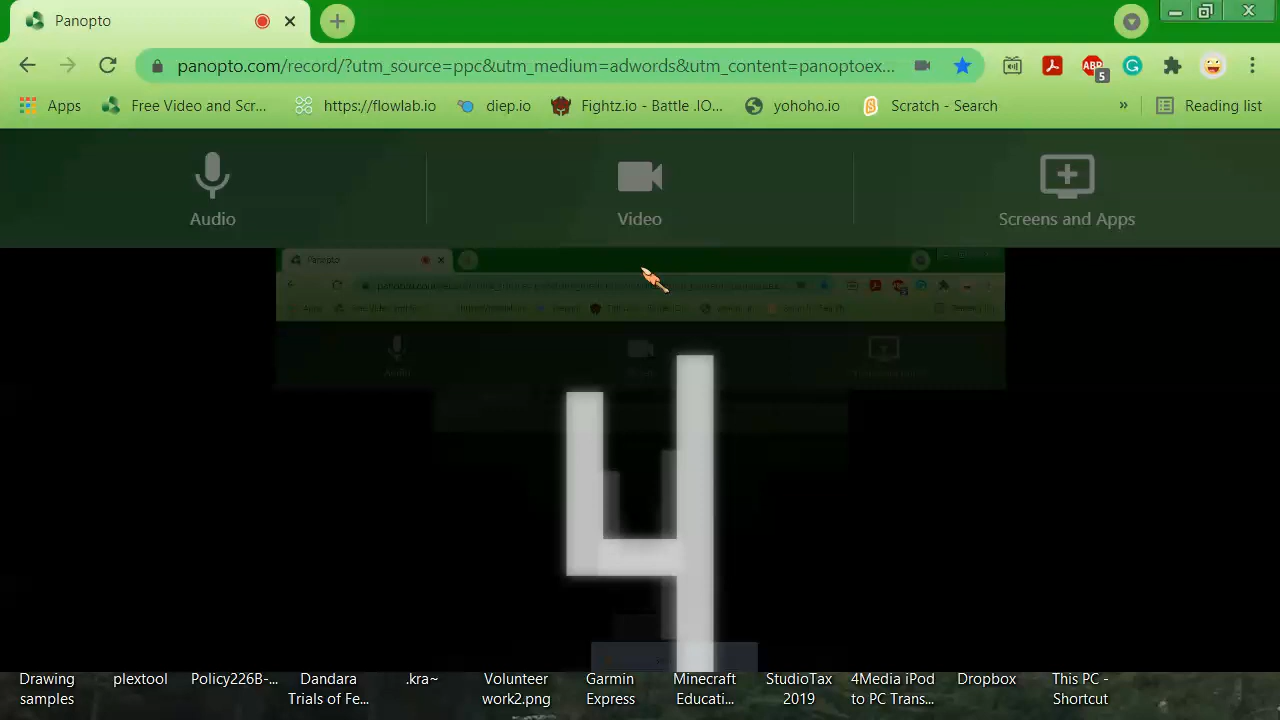 Panopto
panopto.com/record/?utm_source=ppc&utm_medium=adwords&utm_content=panoptoex...
ABP
5
Apps
Free Video and Scr...
https://flowlab.io
diep.io
Fightz.io - Battle .IO...
yohoho.io
Scratch - Search
»
Reading list
Audio
Video
Screens and Apps
Panopto
4
Drawing samples
plextool
Policy226B-...
Dandara Trials of Fe...
.kra~
Volunteer work2.png
Garmin Express
Minecraft Educati...
StudioTax 2019
4Media iPod to PC Trans...
Dropbox
This PC - Shortcut